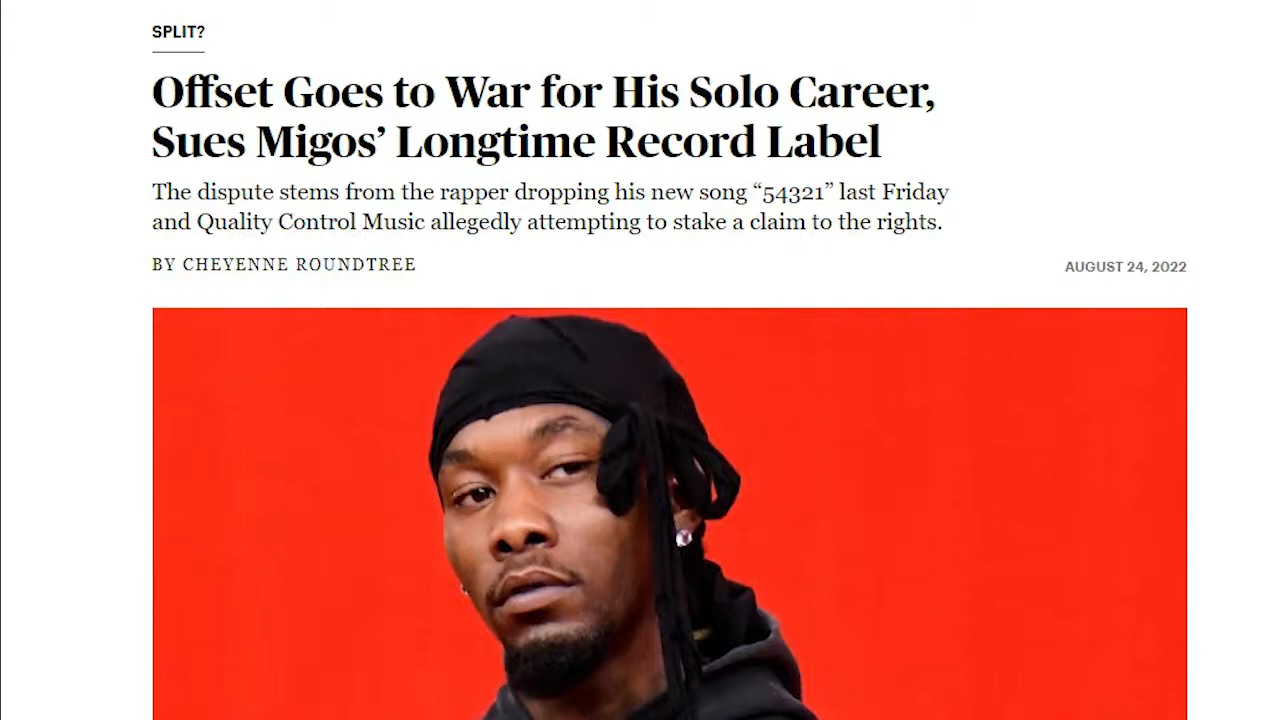 SPLIT?
Offset Goes to War for His Solo Career,
Sues Migos’ Longtime Record Label
The dispute stems from the rapper dropping his new song “54321” last Friday
and Quality Control Music allegedly attempting to stake a claim to the rights.
BY CHEYENNE ROUNDTREE
AUGUST 24, 2022